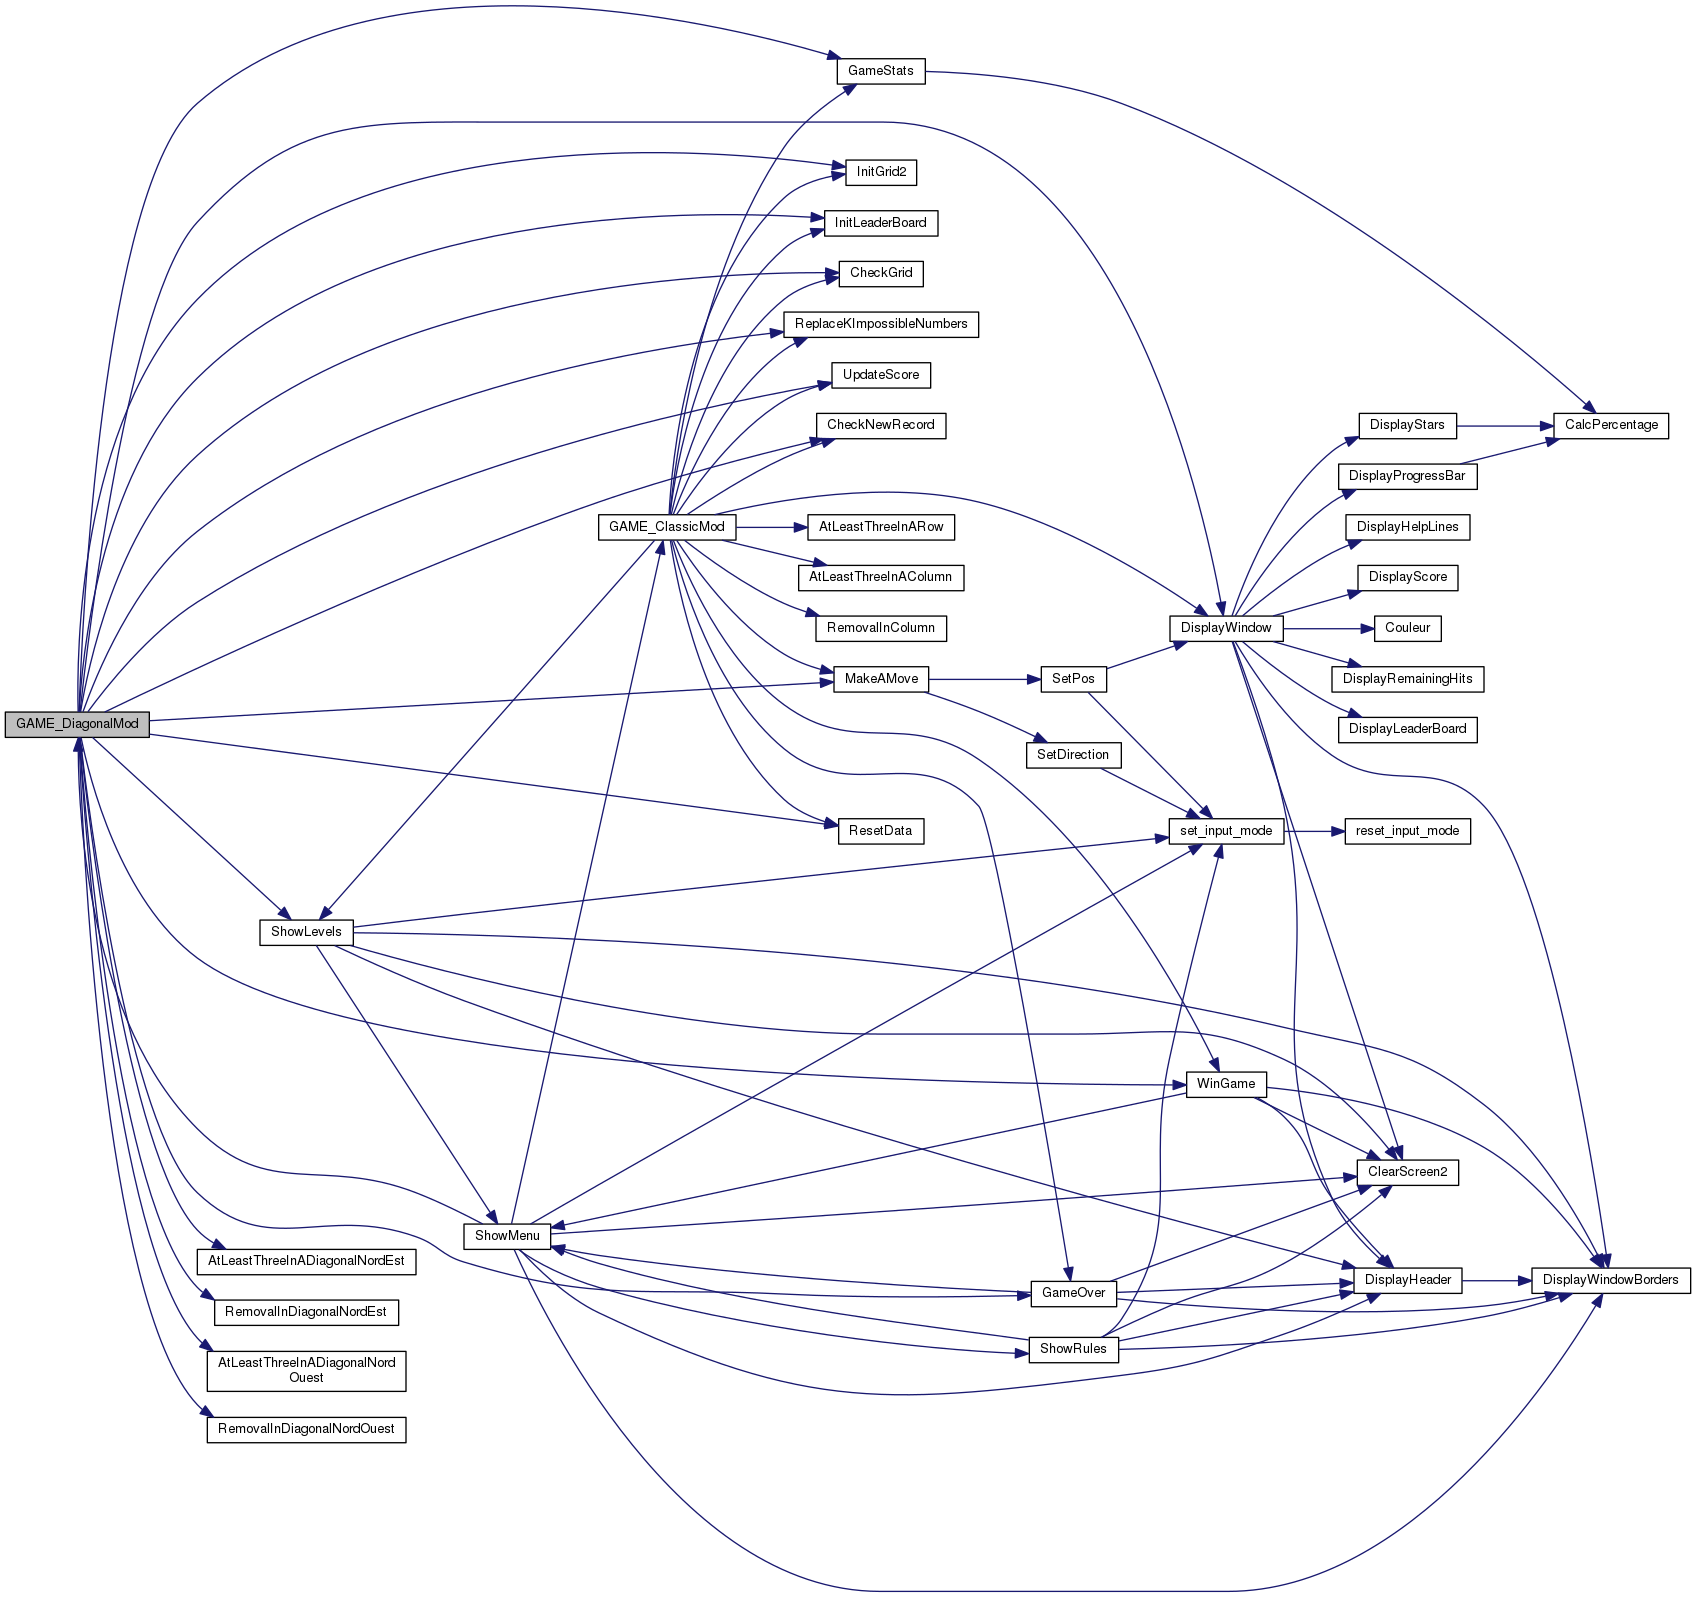 GameStats
InitGrid2
InitLeaderBoard
CheckGrid
ReplaceKImpossibleNumbers
UpdateScore
CheckNewRecord
DisplayStars
CalcPercentage
DisplayProgressBar
GAME_ClassicMod
AtLeastThreeInARow
DisplayHelpLines
AtLeastThreeInAColumn
DisplayScore
RemovalInColumn
DisplayWindow
Couleur
MakeAMove
SetPos
DisplayRemainingHits
GAME_DiagonalMod
DisplayLeaderBoard
SetDirection
ResetData
set_input_mode
reset_input_mode
ShowLevels
WinGame
ClearScreen2
ShowMenu
AtLeastThreeInADiagonalNordEst
DisplayHeader
DisplayWindowBorders
GameOver
RemovalInDiagonalNordEst
ShowRules
AtLeastThreeInADiagonalNord
Ouest
RemovalInDiagonalNordOuest